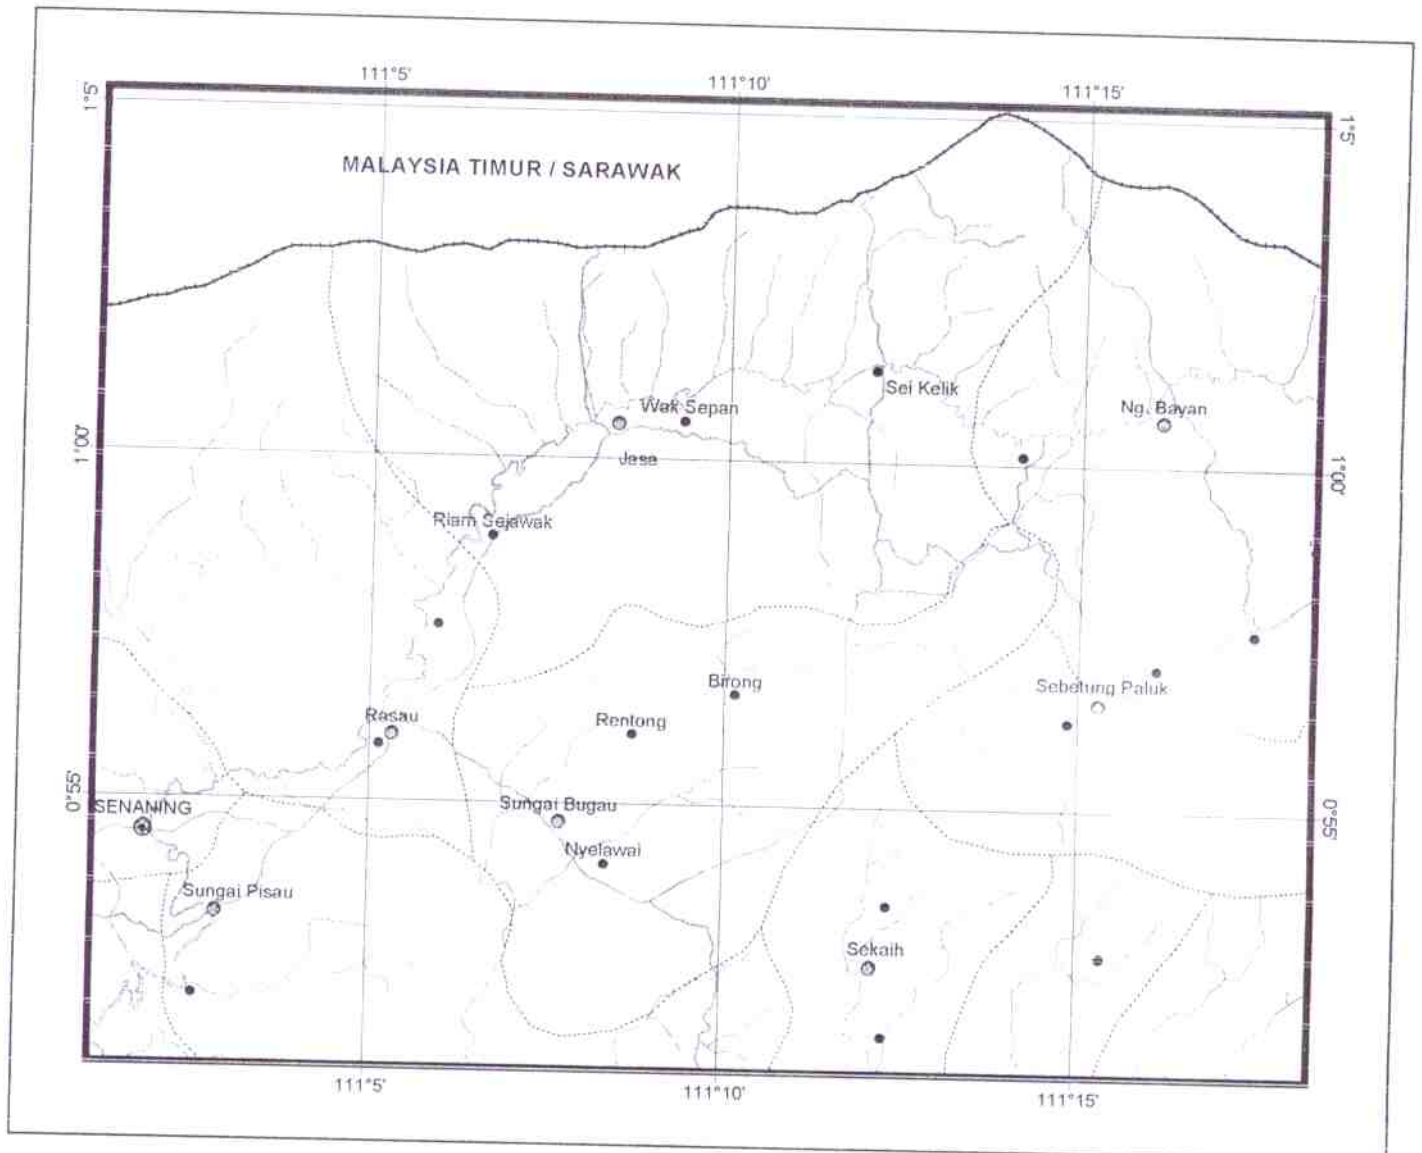 111°5'
111°10'
111°15'
1°5'
1°5'
MALAYSIA TIMUR / SARAWAK
Sei Kelik
Wak Sepan
Ng. Bayan
1°00'
Jasa
1°00'
Riam Sejawak
Birong
Sebetung Paluk
Rasau
Rentong
0°55'
SENANING
Sungai Bugau
0°55'
Nyelawai
Sungai Pisau
Sekaih
111°5'
111°10'
111°15'